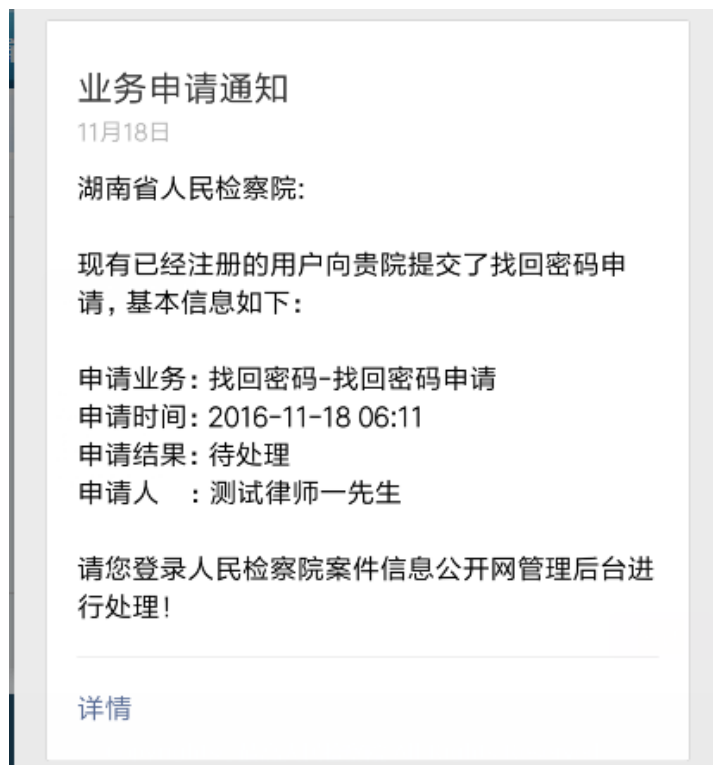 业务申请通知
11月18日
湖南省人民检察院:
现有已经注册的用户向贵院提交了找回密码申
请,基本信息如下:
申请业务: 找回密码-找回密码申请
申请时间: 2016-11-18 06:11
申请结果: 待处理
申请人　: 测试律师一先生
请您登录人民检察院案件信息公开网管理后台进
行处理!
详情